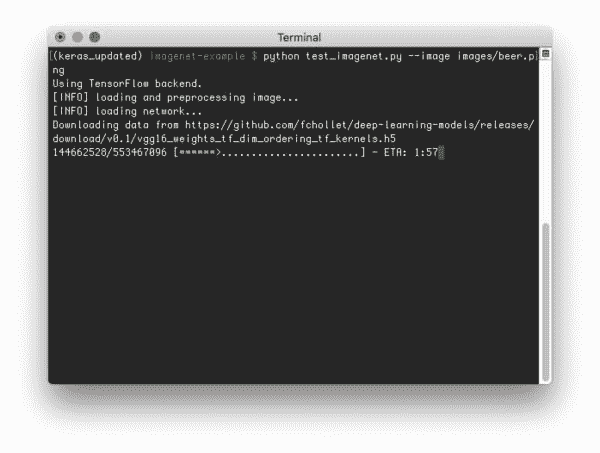 Terminal
[(keras_updated) imagenet-example $ python test_imagenet.py --image images/beer.p]
ng
Using TensorFlow backend.
[INFO] loading and preprocessing image...
[INFO] loading network...
Downloading data from https://github.com/fchollet/deep-learning-models/releases/
download/v0.1/vgg16_weights_tf_dim_ordering_tf_kernels.h5
144662528/553467096 [======>.......................] - ETA: 1:57